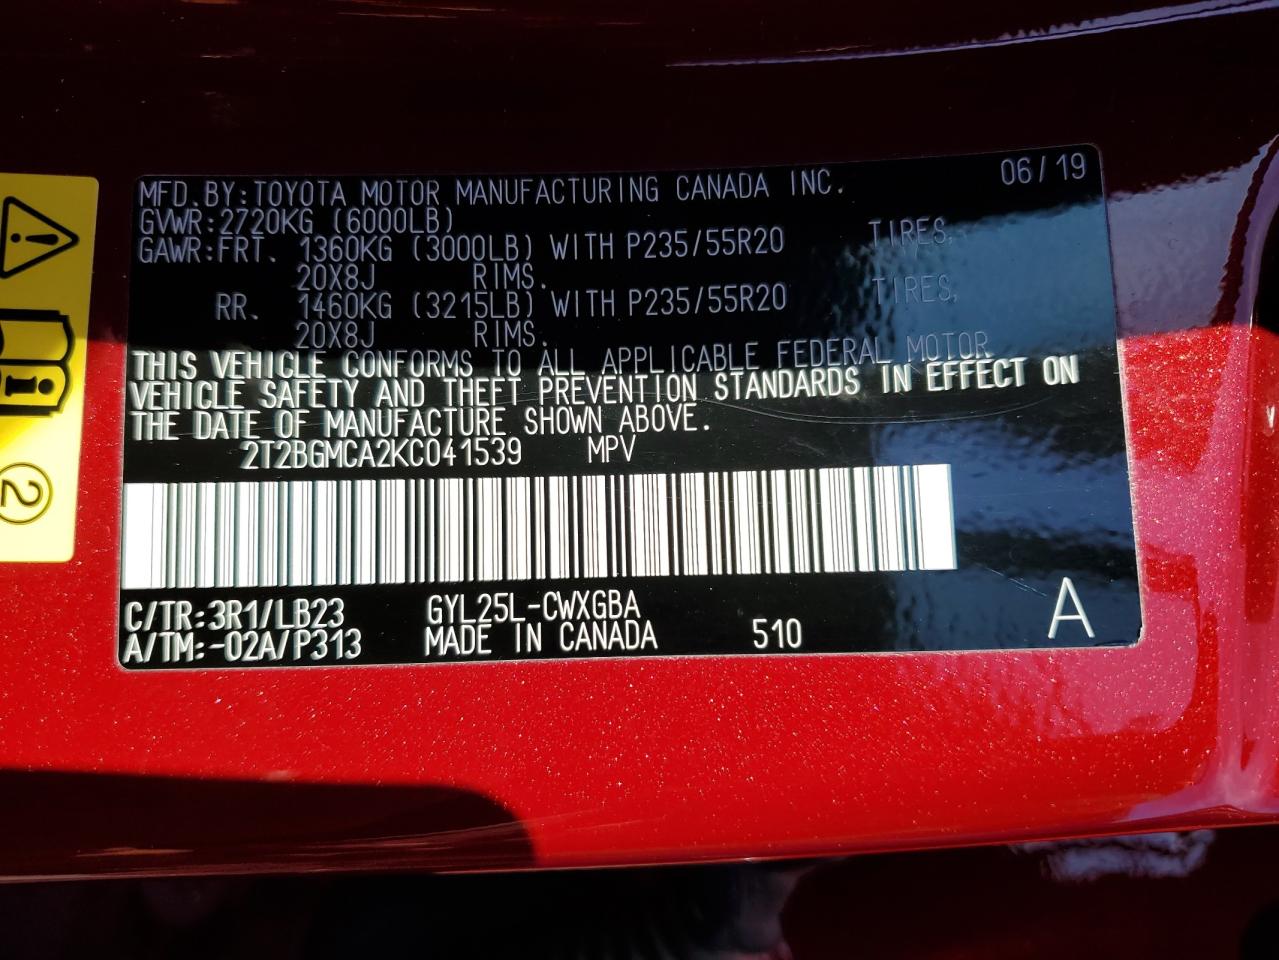 MFD.BY:TOYOTA MOTOR MANUFACTURING CANADA INC. 06/19
GVWR:2720KG (6000LB)
GAWR:FRT. 1360KG (3000LB) WITH P235/55R20 TIRES,
20X8J RIMS.
RR. 1460KG (3215LB) WITH P235/55R20 TIRES,
20X8J RIMS.
THIS VEHICLE CONFORMS TO ALL APPLICABLE FEDERAL MOTOR
VEHICLE SAFETY AND THEFT PREVENTION STANDARDS IN EFFECT ON
THE DATE OF MANUFACTURE SHOWN ABOVE.
2T2BGMCA2KC041539 MPV
C/TR:3R1/LB23 GYL25L-CWXGBA
A/TM:-02A/P313 MADE IN CANADA 510 A
2